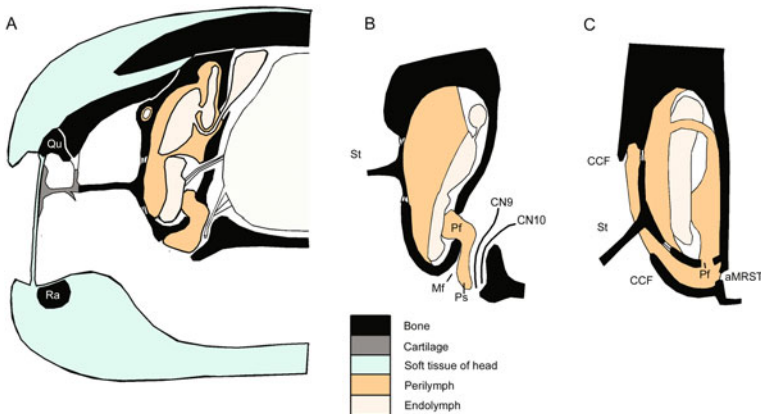 A
B
C
Qu
St
CCF
CN9
CN10
St
Pf
Pf
aMRST
Mf
Ps
CCF
Ra
Bone
Cartilage
Soft tissue of head
Perilymph
Endolymph